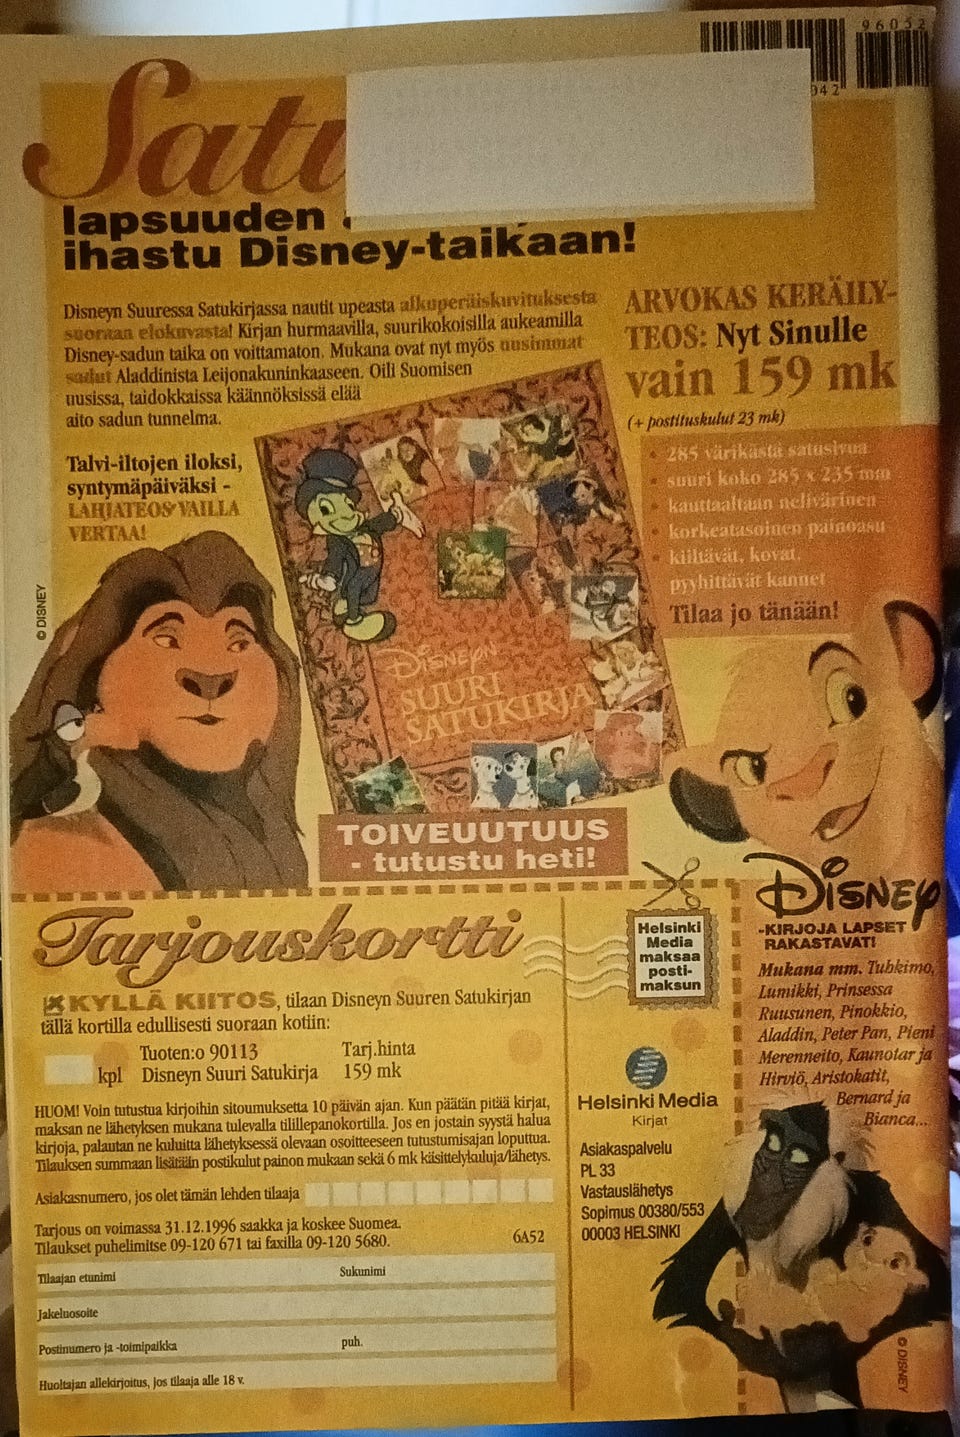 96052
042
Satu
lapsuuden
ihastu Disney-taikaan!
Disneyn Suuressa Satukirjassa nautit upeasta alkuperäiskuvituksesta
suoraan elokuvasta! Kirjan hurmaavilla, suurikokoisilla aukeamilla
Disney-sadun taika on voittamaton. Mukana ovat nyt myös uusimmat
sadut Aladdinista Leijonakuninkaaseen. Oili Suomisen
uusissa, taidokkaissa käännöksissä elää
aito sadun tunnelma.
Talvi-iltojen iloksi,
syntymäpäiväksi -
LAHJATEOS VAILLA
VERTAA!
ARVOKAS KERÄILY-
TEOS: Nyt Sinulle
vain 159 mk
(+ postituskulut 23 mk)
• 285 värikästä satusivua
• suuri koko 285 x 235 mm
• kauttaaltaan nelivärinen
• korkeatasoinen painoasu
• kiiltävät, kovat,
pyyhittävät kannet
Tilaa jo tänään!
© DISNEY
DISNEYN
SUURI
SATUKIRJA
TOIVEUUTUUS
- tutustu heti!
Tarjouskortti
KYLLÄ KIITOS, tilaan Disneyn Suuren Satukirjan
tällä kortilla edullisesti suoraan kotiin:
Tuoten:o 90113 Tarj.hinta
kpl Disneyn Suuri Satukirja 159 mk
HUOM! Voin tutustua kirjoihin sitoumuksetta 10 päivän ajan. Kun päätän pitää kirjat,
maksan ne lähetyksen mukana tulevalla tilillepanokortilla. Jos en jostain syystä halua
kirjoja, palautan ne kuluitta lähetyksessä olevaan osoitteeseen tutustumisajan loputtua.
Tilauksen summaan lisätään postikulut painon mukaan sekä 6 mk käsittelykuluja/lähetys.
Asiakasnumero, jos olet tämän lehden tilaaja
Tarjous on voimassa 31.12.1996 saakka ja koskee Suomea.
Tilaukset puhelimitse 09-120 671 tai faxilla 09-120 5680. 6A52
Tilaajan etunimi Sukunimi
Jakeluosoite
Postinumero ja -toimipaikka puh.
Huoltajan allekirjoitus, jos tilaaja alle 18 v.
Helsinki
Media
maksaa
posti-
maksun
Helsinki Media
Kirjat
Asiakaspalvelu
PL 33
Vastauslähetys
Sopimus 00380/553
00003 HELSINKI
DISNEY
-KIRJOJA LAPSET
RAKASTAVAT!
Mukana mm. Tuhkimo,
Lumikki, Prinsessa
Ruusunen, Pinokkio,
Aladdin, Peter Pan, Pieni
Merenneito, Kaunotar ja
Hirviö, Aristokatit,
Bernard ja
Bianca...
© DISNEY